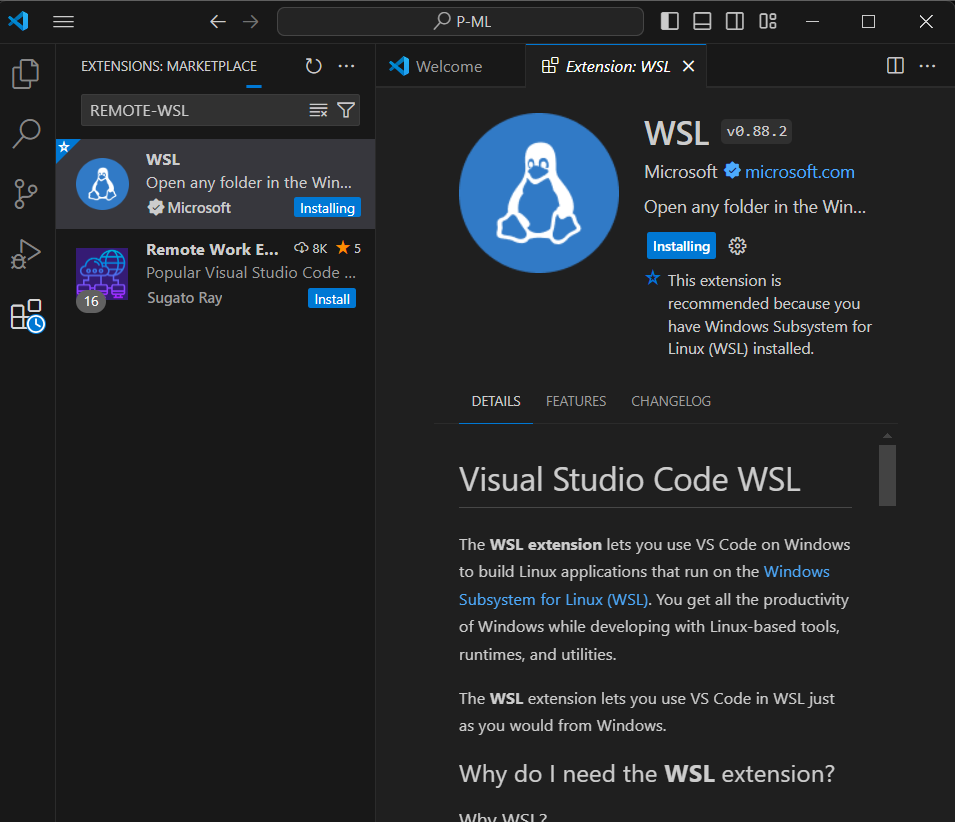 P-ML
EXTENSIONS: MARKETPLACE
REMOTE-WSL
WSL
Open any folder in the Win...
Microsoft
Installing
Remote Work E...
8K
5
Popular Visual Studio Code ...
16
Sugato Ray
Install
Welcome
Extension: WSL
WSL
v0.88.2
Microsoft
microsoft.com
Open any folder in the Win...
Installing
This extension is
recommended because you
have Windows Subsystem for
Linux (WSL) installed.
DETAILS
FEATURES
CHANGELOG
Visual Studio Code WSL
The WSL extension lets you use VS Code on Windows
to build Linux applications that run on the Windows
Subsystem for Linux (WSL). You get all the productivity
of Windows while developing with Linux-based tools,
runtimes, and utilities.
The WSL extension lets you use VS Code in WSL just
as you would from Windows.
Why do I need the WSL extension?
Why WSL?